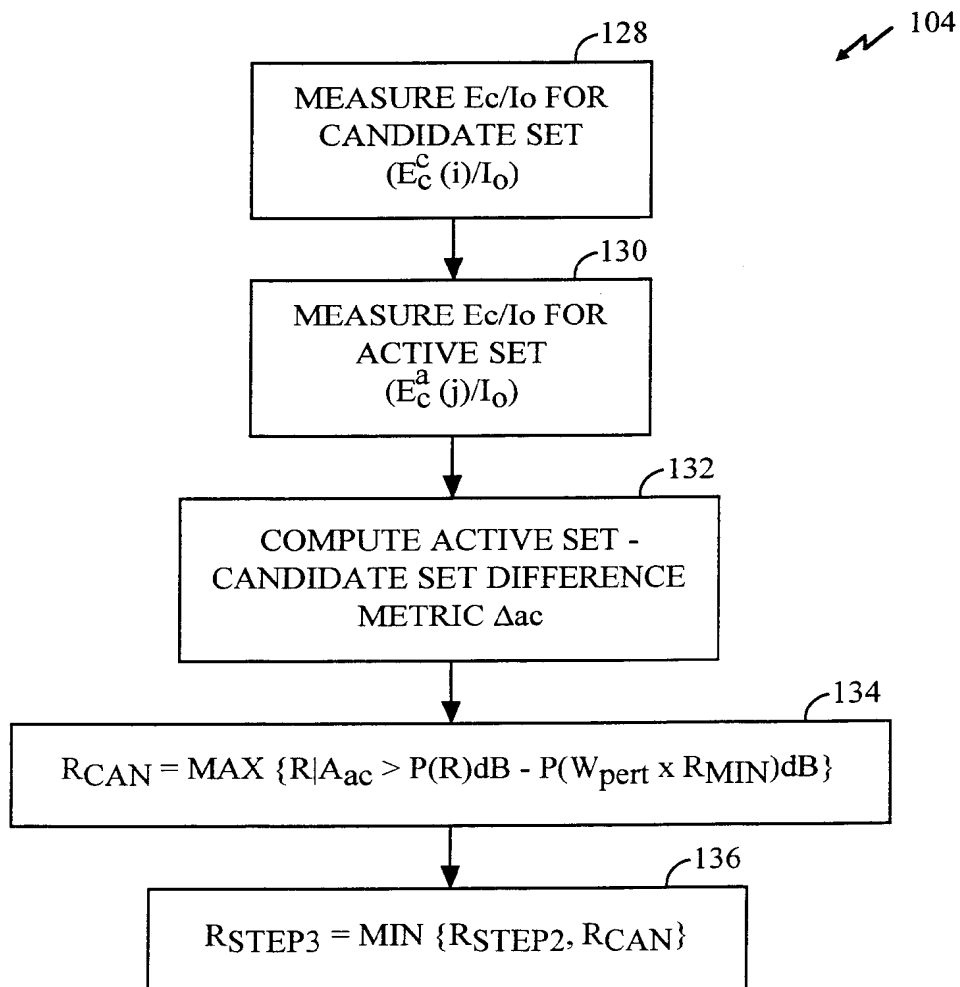 104
128
MEASURE Ec/Io FOR
CANDIDATE SET
(E_c^c (i)/I_o)
130
MEASURE Ec/Io FOR
ACTIVE SET
(E_c^a (j)/I_o)
132
COMPUTE ACTIVE SET -
CANDIDATE SET DIFFERENCE
METRIC Δac
134
R_CAN = MAX {R|A_ac > P(R)dB - P(W_pert x R_MIN)dB}
136
R_STEP3 = MIN {R_STEP2, R_CAN}